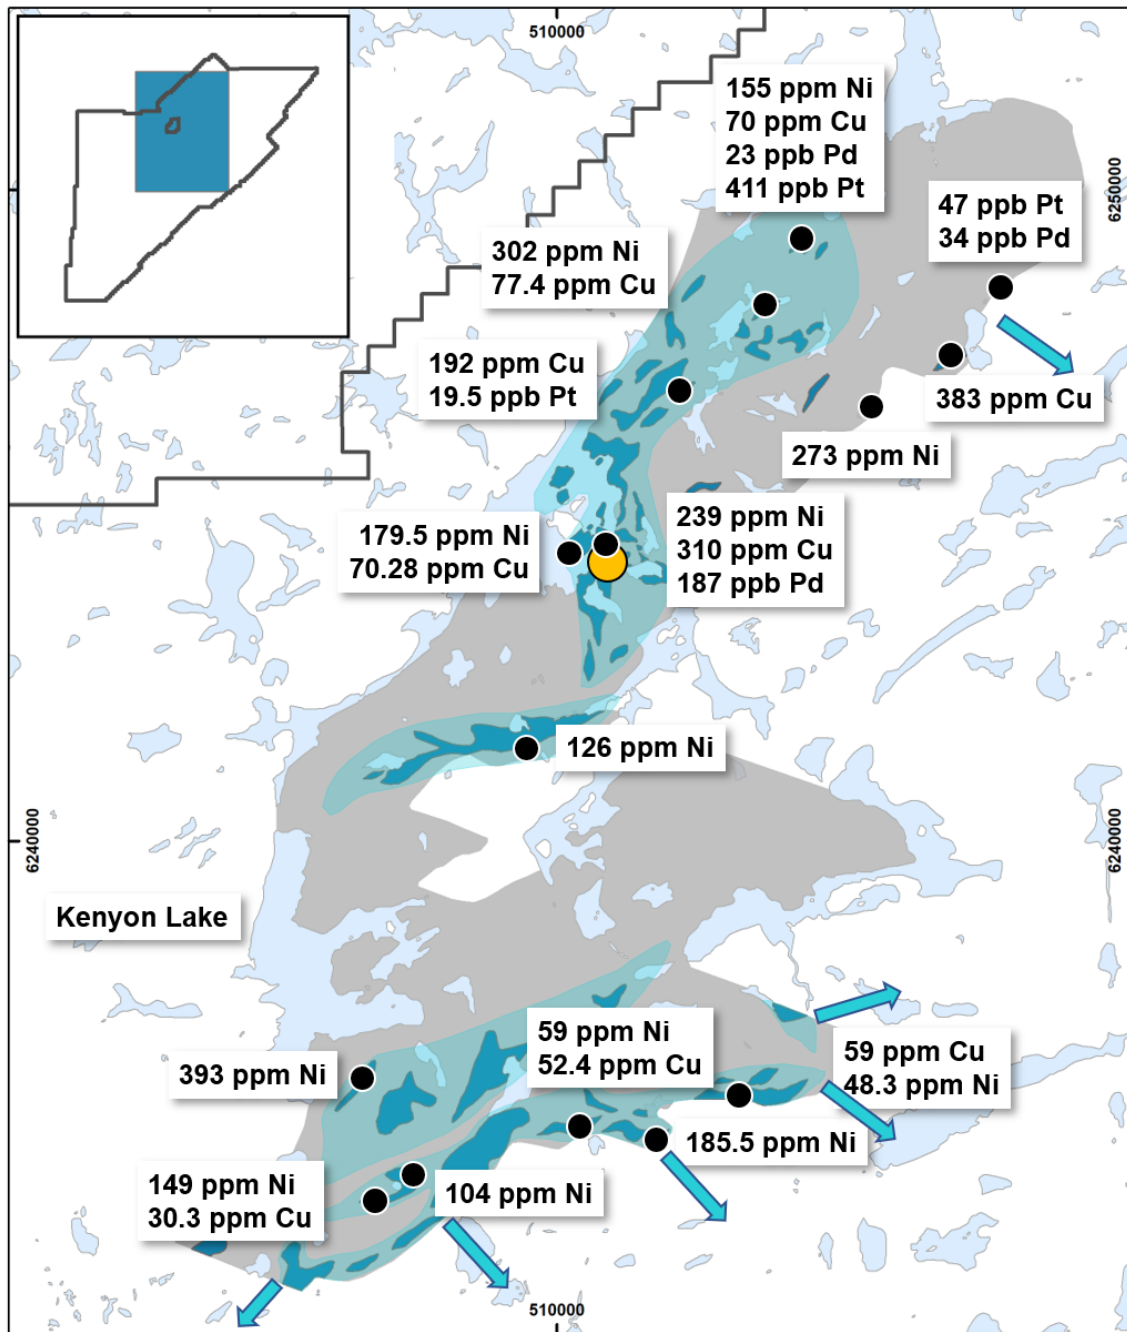 510000
155 ppm Ni
70 ppm Cu
23 ppb Pd
411 ppb Pt
6250000
47 ppb Pt
34 ppb Pd
302 ppm Ni
77.4 ppm Cu
192 ppm Cu
19.5 ppb Pt
383 ppm Cu
273 ppm Ni
179.5 ppm Ni
70.28 ppm Cu
239 ppm Ni
310 ppm Cu
187 ppb Pd
126 ppm Ni
6240000
6240000
Kenyon Lake
59 ppm Ni
52.4 ppm Cu
59 ppm Cu
48.3 ppm Ni
393 ppm Ni
185.5 ppm Ni
149 ppm Ni
30.3 ppm Cu
104 ppm Ni
510000